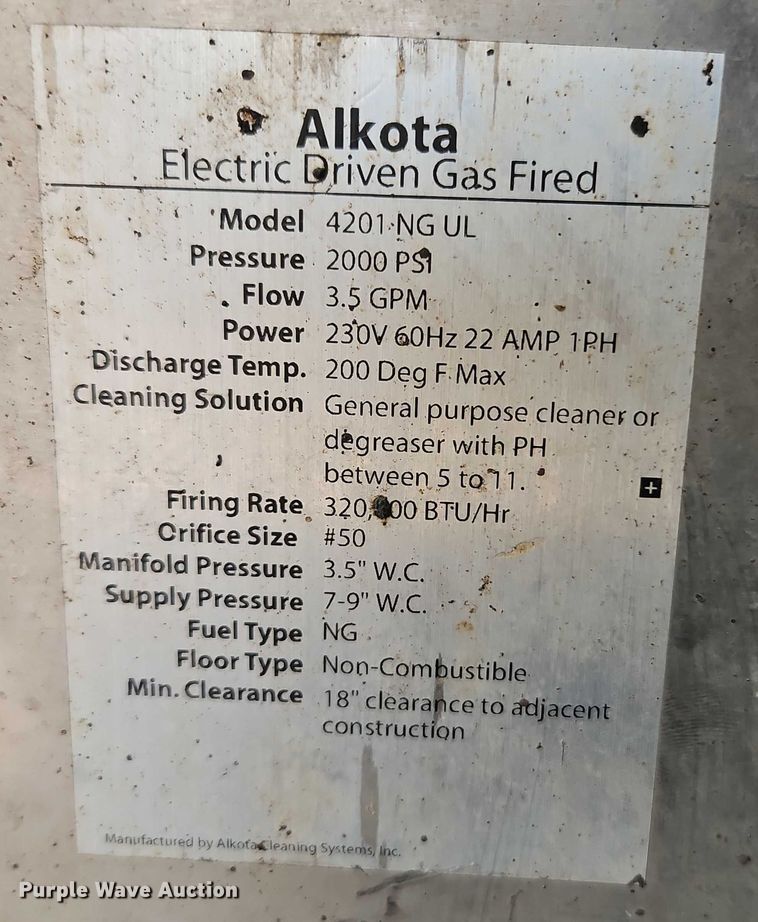 Alkota
Electric Driven Gas Fired
Model 4201 NG UL
Pressure 2000 PSI
Flow 3.5 GPM
Power 230V 60Hz 22 AMP 1PH
Discharge Temp. 200 Deg F Max
Cleaning Solution General purpose cleaner or
degreaser with PH
between 5 to 11.
Firing Rate 320,000 BTU/Hr
Orifice Size #50
Manifold Pressure 3.5" W.C.
Supply Pressure 7-9" W.C.
Fuel Type NG
Floor Type Non-Combustible
Min. Clearance 18" clearance to adjacent
construction
Manufactured by Alkota Cleaning Systems, Inc.
Purple Wave Auction